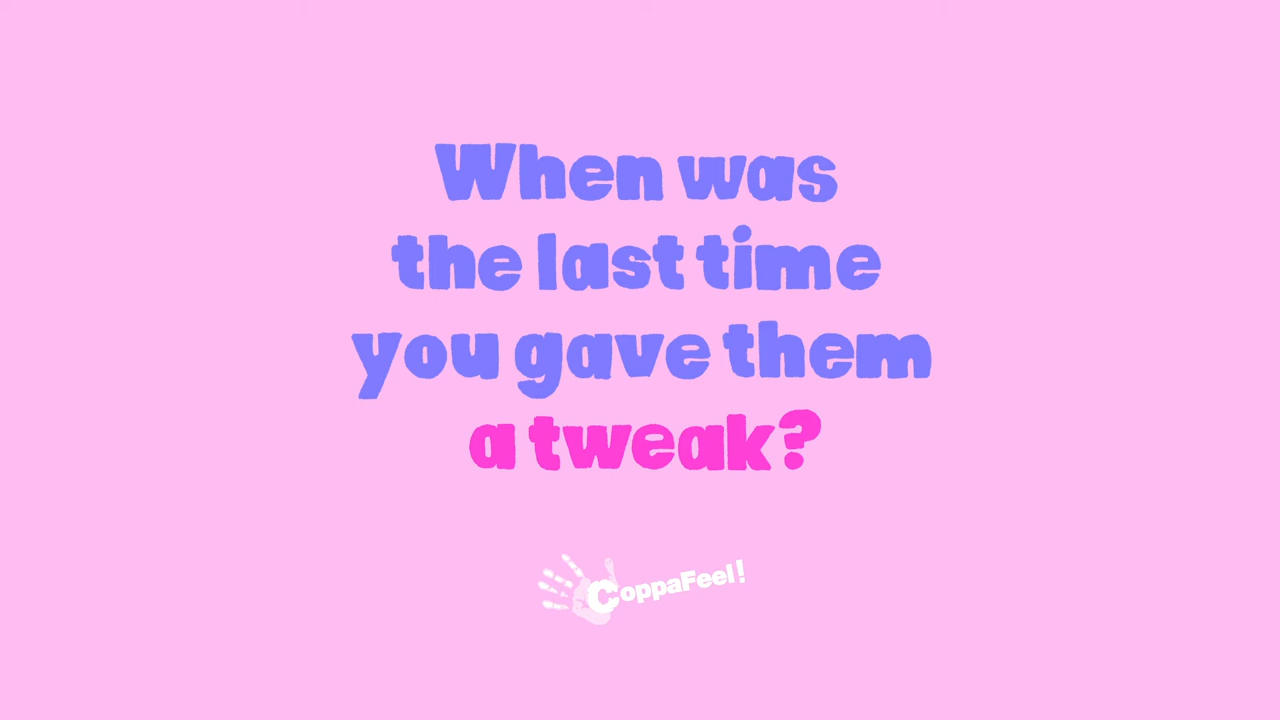 When was
the last time
you gave them
a tweak?
CoppaFeel!